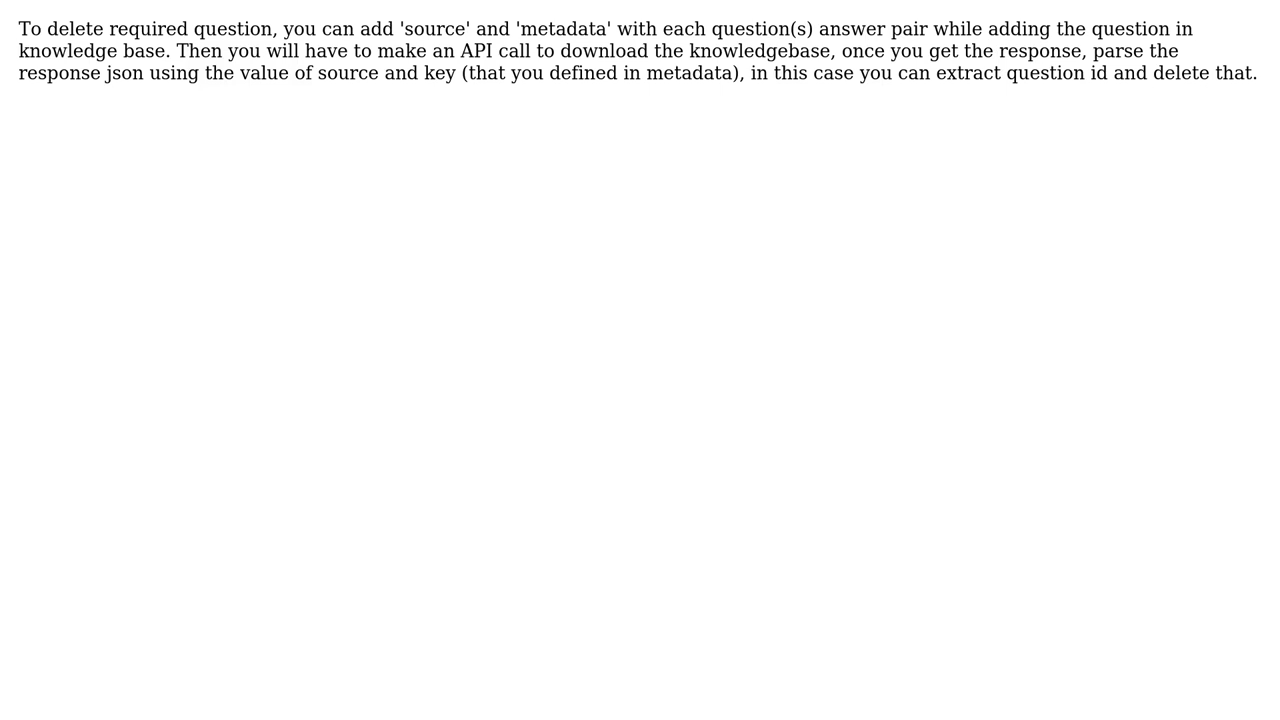 To delete required question, you can add 'source' and 'metadata' with each question(s) answer pair while adding the question in
knowledge base. Then you will have to make an API call to download the knowledgebase, once you get the response, parse the
response json using the value of source and key (that you defined in metadata), in this case you can extract question id and delete that.